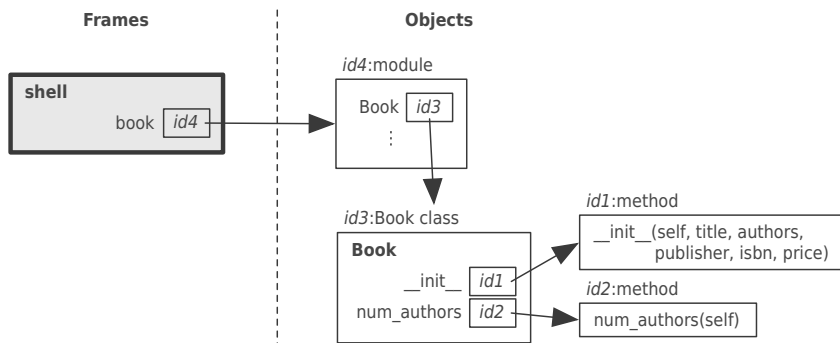 Frames
Objects
shell
book id4
id4:module
Book id3
⋮
id3:Book class
Book
__init__ id1
num_authors id2
id1:method
__init__(self, title, authors,
publisher, isbn, price)
id2:method
num_authors(self)